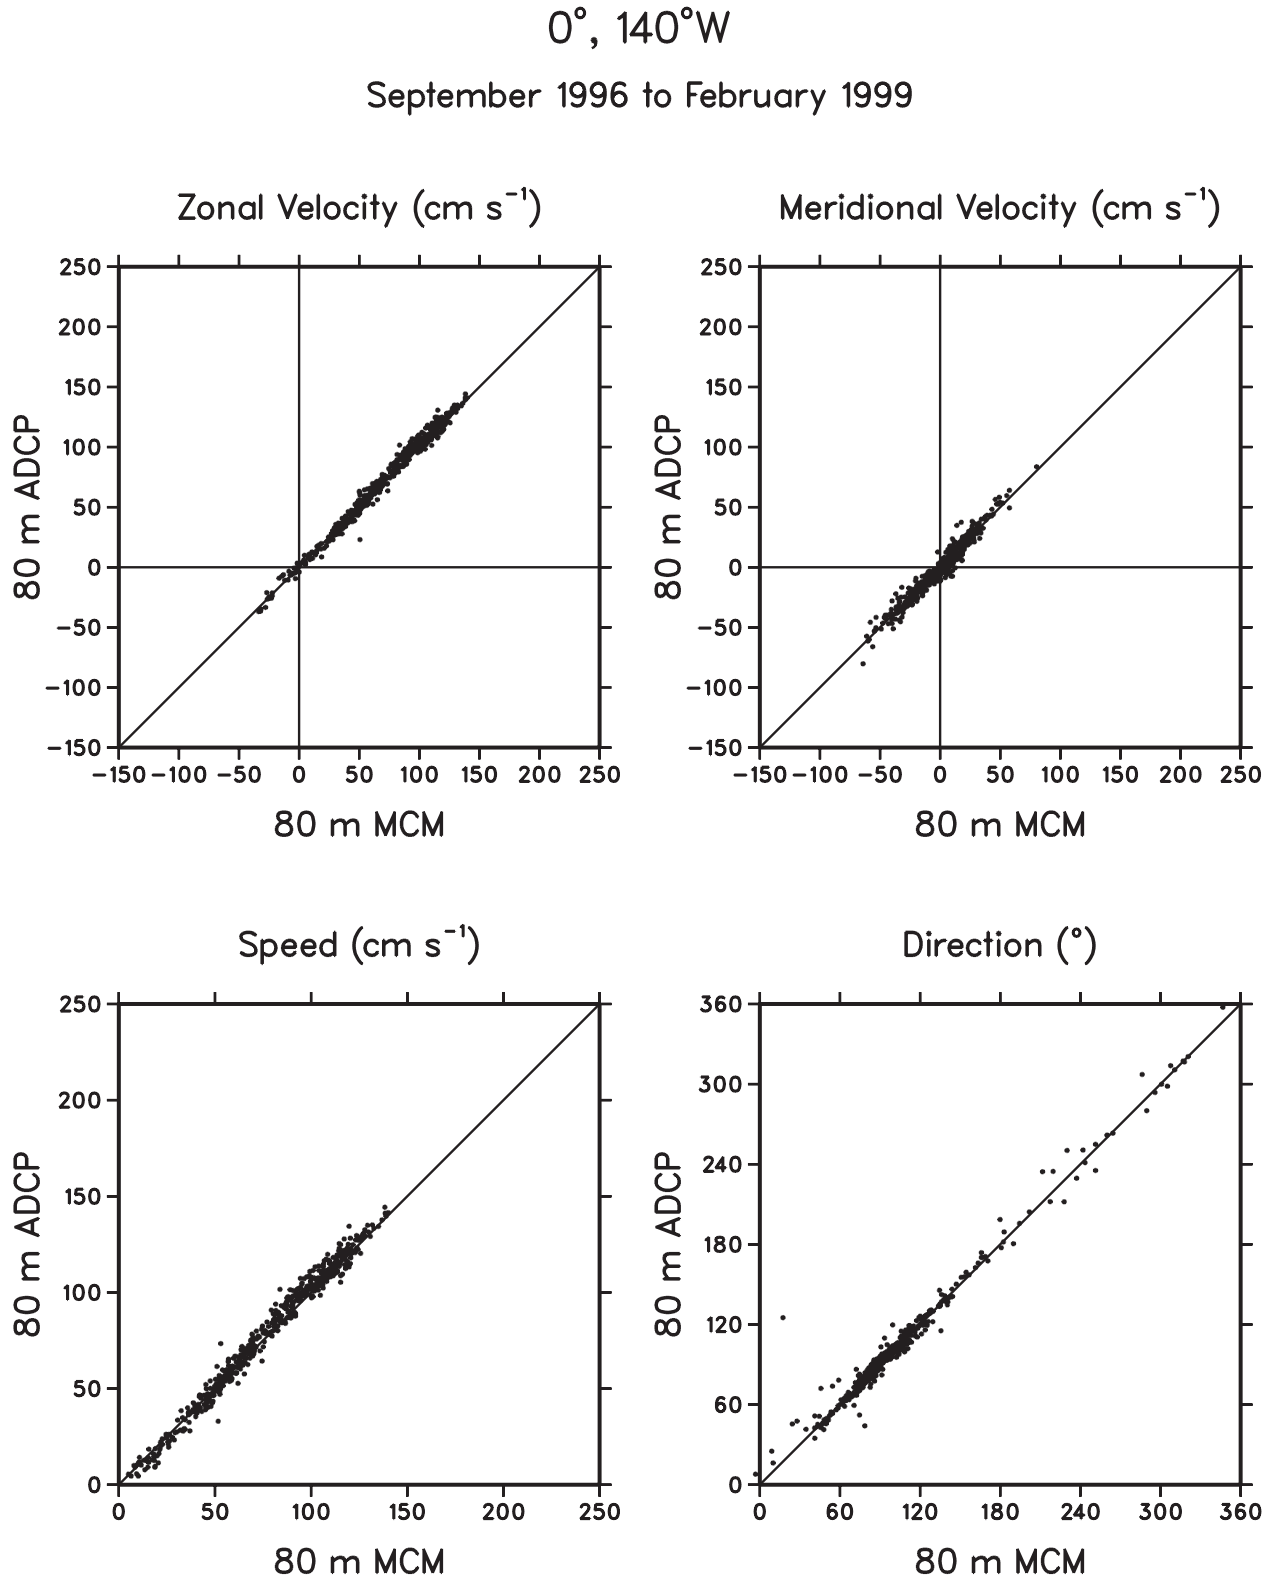 0°, 140°W
September 1996 to February 1999
Zonal Velocity (cm s⁻¹)
250
200
150
100
50
0
−50
−100
−150
80 m ADCP
−150 −100 −50 0 50 100 150 200 250
80 m MCM
Meridional Velocity (cm s⁻¹)
250
200
150
100
50
0
−50
−100
−150
80 m ADCP
−150 −100 −50 0 50 100 150 200 250
80 m MCM
Speed (cm s⁻¹)
250
200
150
100
50
0
80 m ADCP
0 50 100 150 200 250
80 m MCM
Direction (°)
360
300
240
180
120
60
0
80 m ADCP
0 60 120 180 240 300 360
80 m MCM